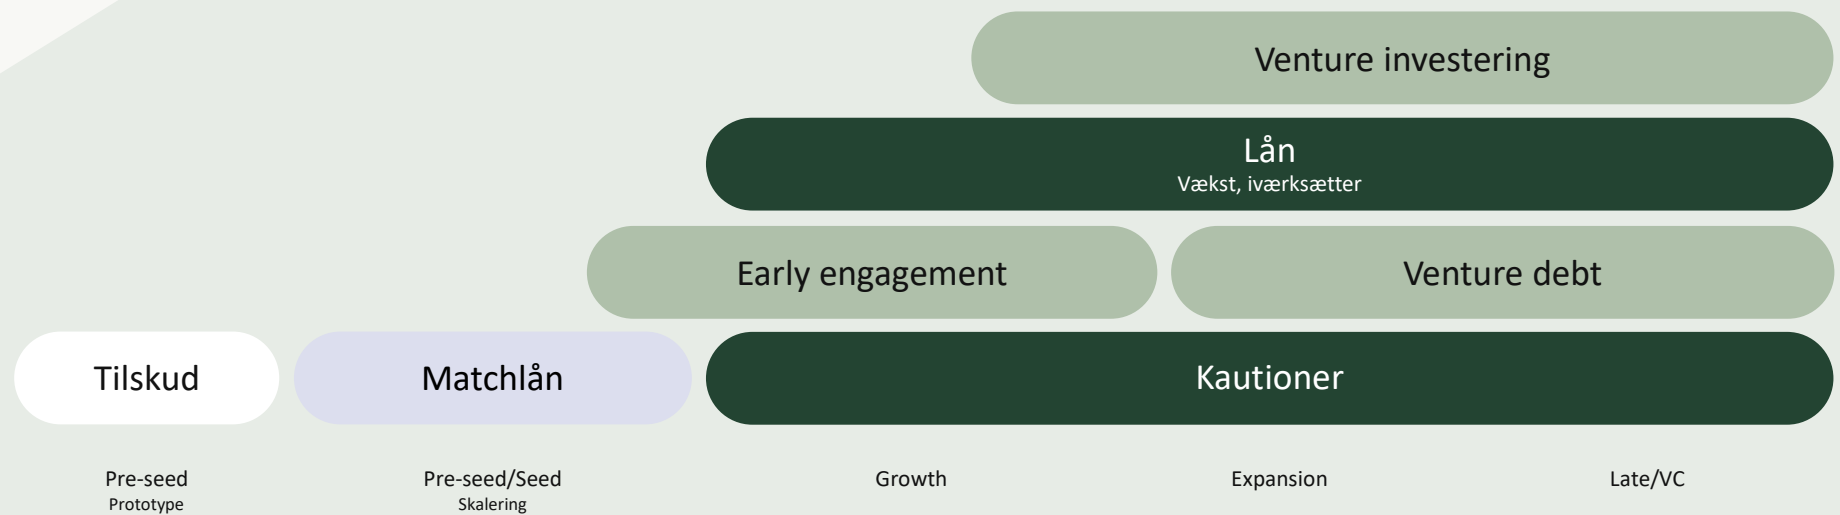 Venture investering
Lån
Vækst, iværksætter
Early engagement
Venture debt
Tilskud
Matchlån
Kautioner
Pre-seed
Prototype
Pre-seed/Seed
Skalering
Growth
Expansion
Late/VC